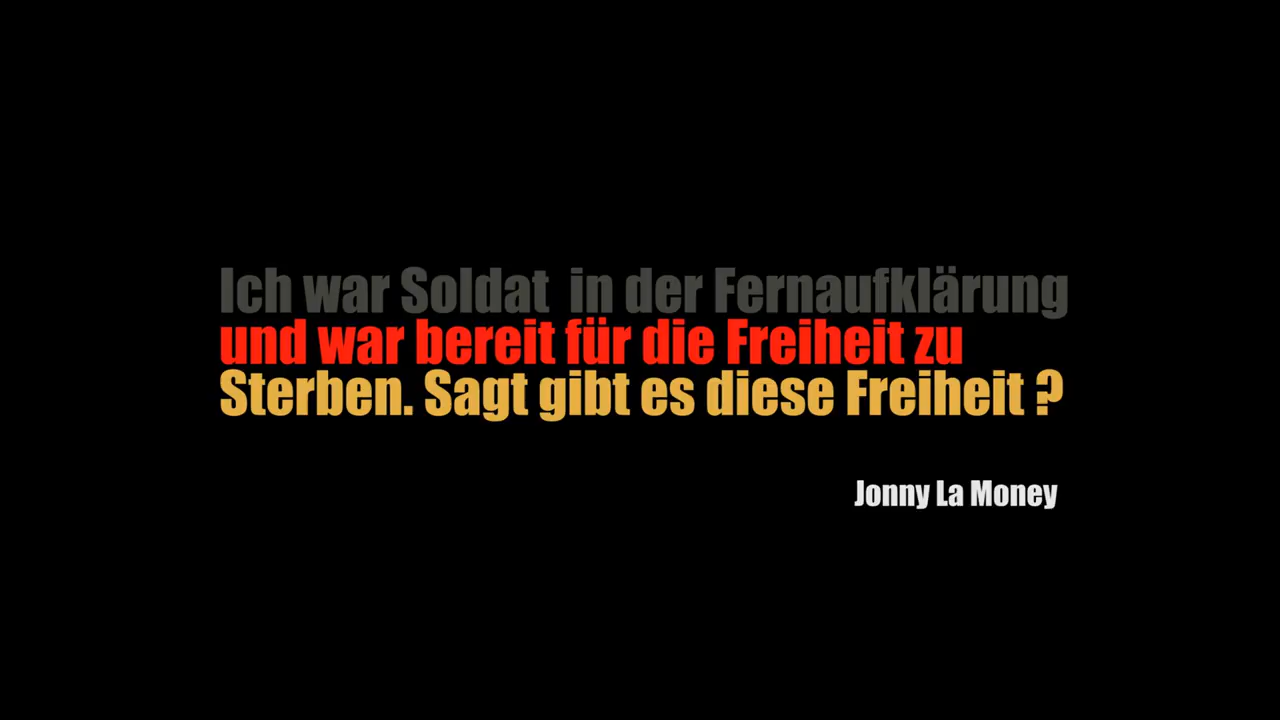 Ich war Soldat  in der Fernaufklärung
und war bereit für die Freiheit zu
Sterben. Sagt gibt es diese Freiheit ?
Jonny La Money